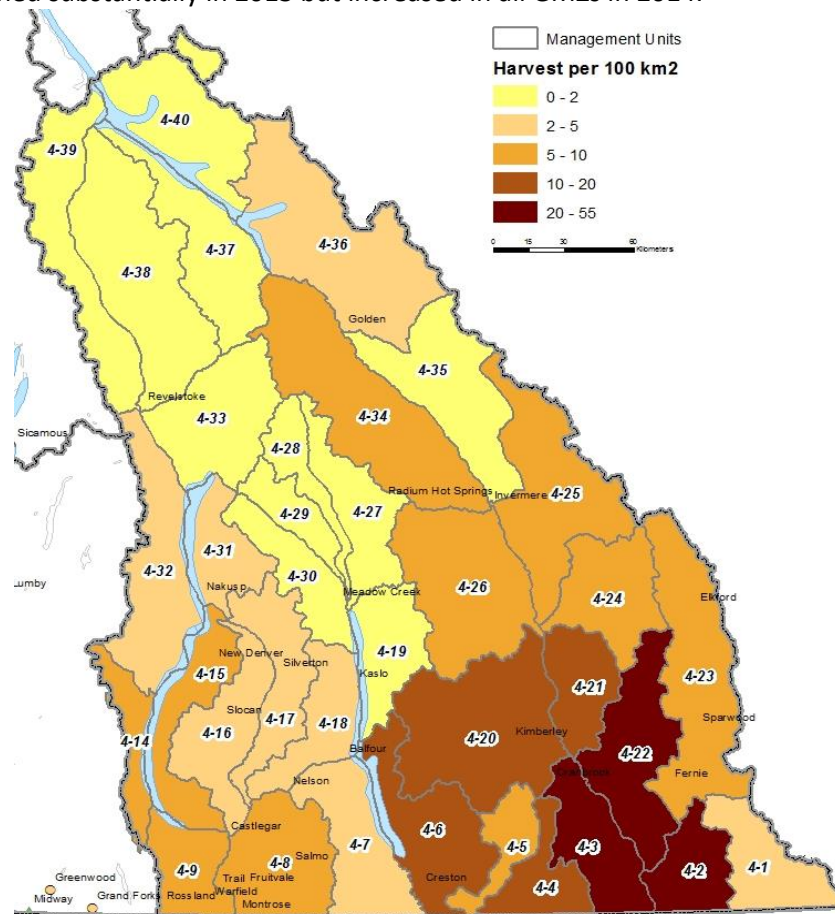 Management Units
Harvest per 100 km2
0 - 2
2 - 5
5 - 10
10 - 20
20 - 55
0 15 30 60
Kilometers
4-40
4-39
4-37
4-36
4-38
Golden
4-35
Revelstoke
4-33
4-34
Sicamous
4-28
Radium Hot Springs
Invermere
4-25
4-29
4-27
4-31
4-32
4-30
4-26
Nakusp
Meadow Creek
4-24
Elkford
4-19
New Denver
4-15
Silverton
Kaslo
4-21
4-23
Slocan
4-17
4-18
4-16
4-20
Kimberley
Sparwood
4-14
Balfour
4-22
Nelson
Fernie
Castlegar
4-6
4-5
4-7
4-3
4-1
4-9
4-8
Salmo
4-2
Greenwood
Trail
Fruitvale
Creston
4-4
Midway
Grand Forks
Rossland
Warfield
Montrose